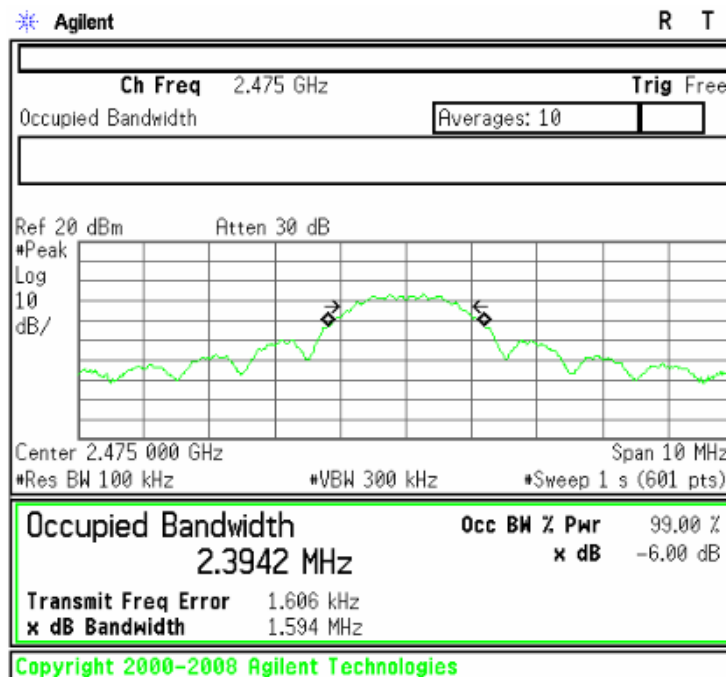 Agilent R T
Ch Freq 2.475 GHz Trig Free
Occupied Bandwidth Averages: 10
Ref 20 dBm Atten 30 dB
#Peak
Log
10
dB/
Center 2.475 000 GHz Span 10 MHz
#Res BW 100 kHz #VBW 300 kHz #Sweep 1 s (601 pts)
Occupied Bandwidth Occ BW % Pwr 99.00 %
2.3942 MHz x dB -6.00 dB
Transmit Freq Error 1.606 kHz
x dB Bandwidth 1.594 MHz
Copyright 2000-2008 Agilent Technologies